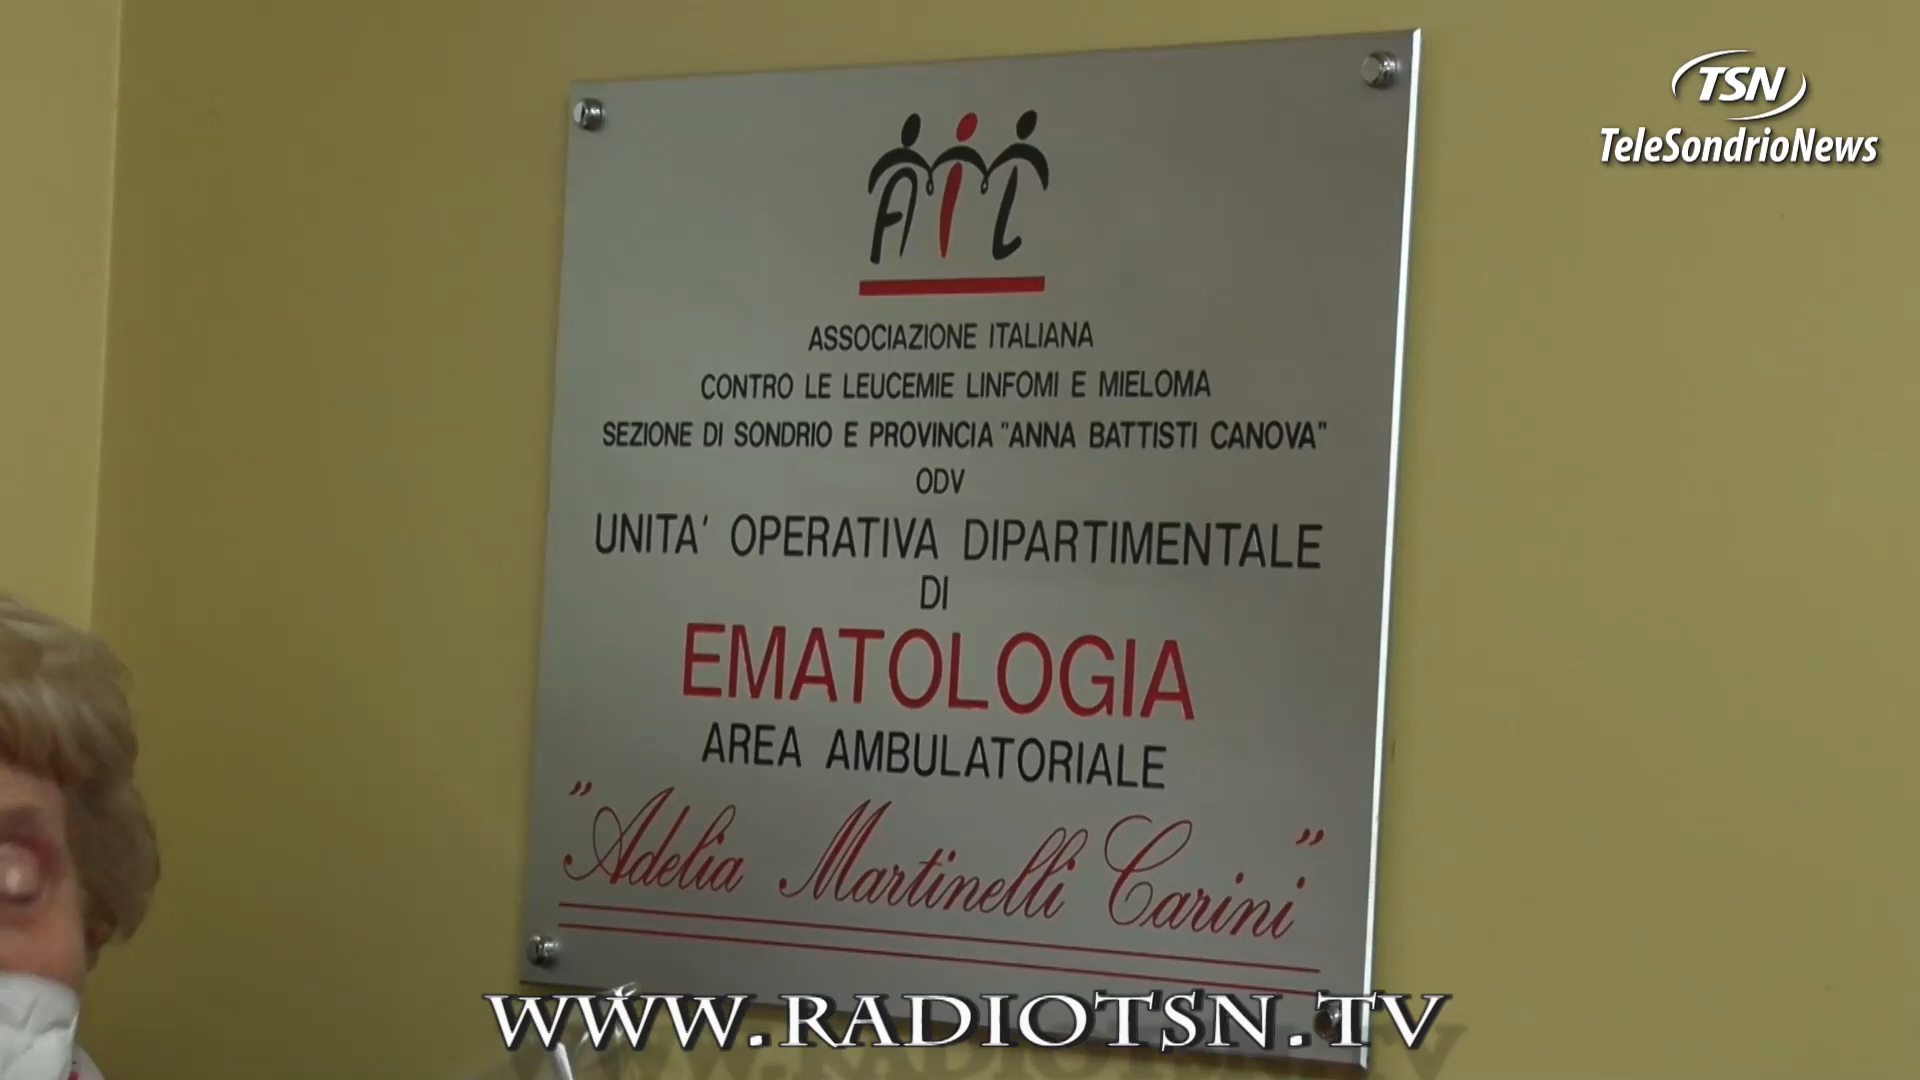 TSN
TeleSondrioNews
AIL
ASSOCIAZIONE ITALIANA
CONTRO LE LEUCEMIE LINFOMI E MIELOMA
SEZIONE DI SONDRIO E PROVINCIA "ANNA BATTISTI CANOVA"
ODV
UNITA' OPERATIVA DIPARTIMENTALE
DI
EMATOLOGIA
AREA AMBULATORIALE
"Adelia Martinelli Carini"
WWW.RADIOTSN.TV